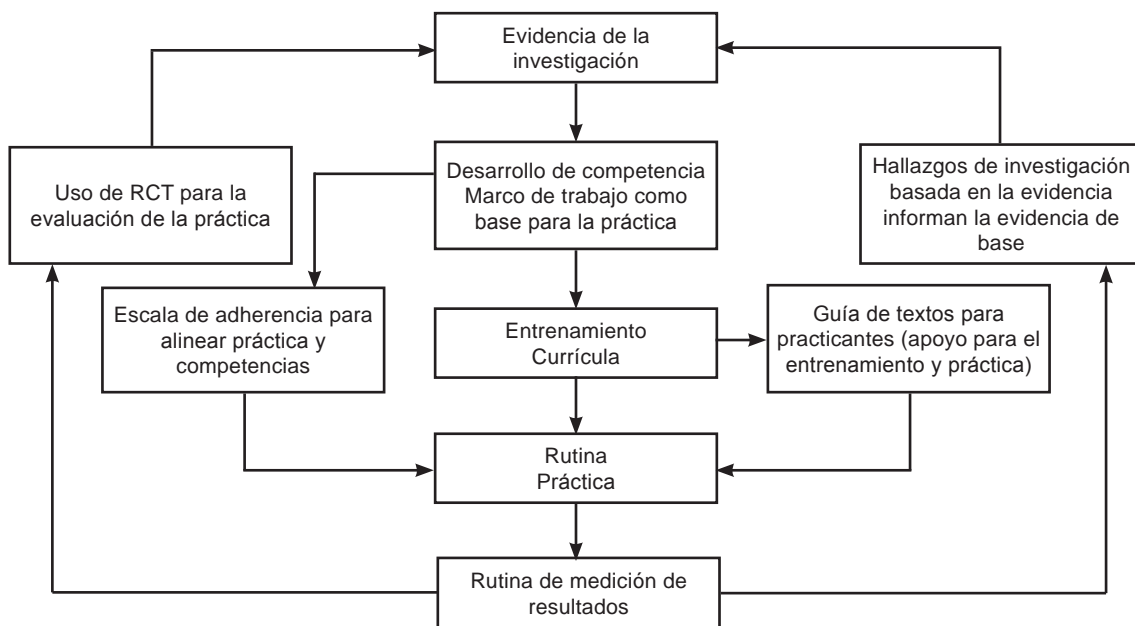 Evidencia de la
investigación
Uso de RCT para la
evaluación de la práctica
Desarrollo de competencia
Marco de trabajo como
base para la práctica
Hallazgos de investigación
basada en la evidencia
informan la evidencia de
base
Escala de adherencia para
alinear práctica y
competencias
Entrenamiento
Currícula
Guía de textos para
practicantes (apoyo para el
entrenamiento y práctica)
Rutina
Práctica
Rutina de medición de
resultados